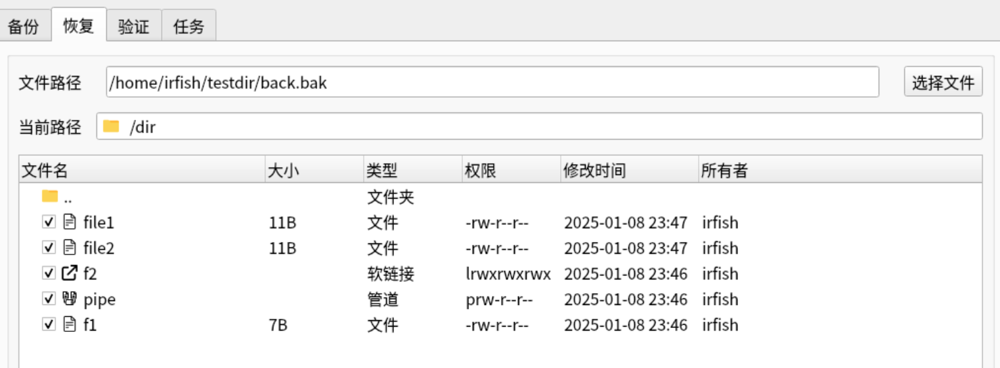 备份 恢复 验证 任务
文件路径 /home/irfish/testdir/back.bak 选择文件
当前路径 /dir
文件名 大小 类型 权限 修改时间 所有者
.. 文件夹
file1 11B 文件 -rw-r--r-- 2025-01-08 23:47 irfish
file2 11B 文件 -rw-r--r-- 2025-01-08 23:47 irfish
f2 软链接 lrwxrwxrwx 2025-01-08 23:46 irfish
pipe 管道 prw-r--r-- 2025-01-08 23:46 irfish
f1 7B 文件 -rw-r--r-- 2025-01-08 23:46 irfish